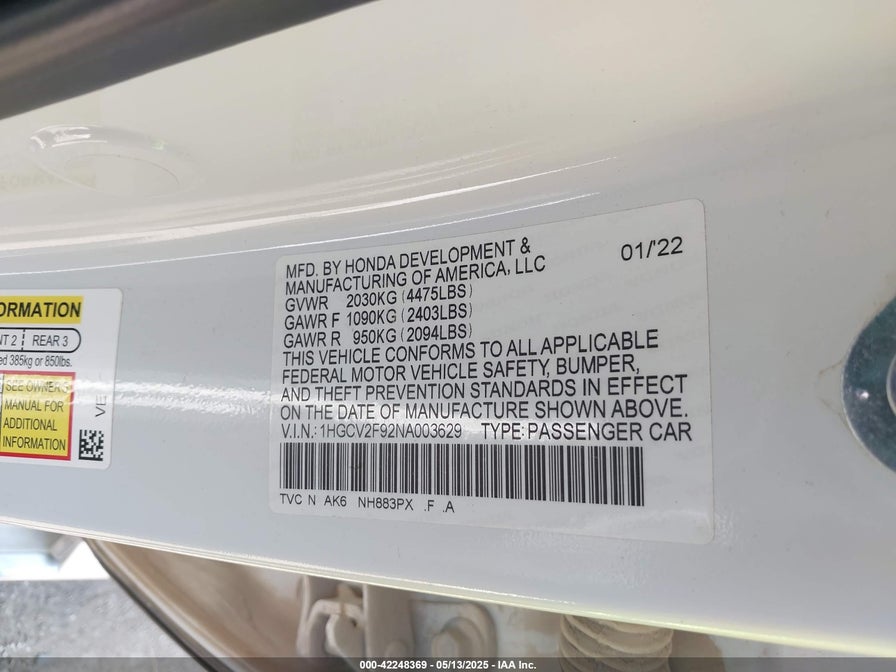 MFD. BY HONDA DEVELOPMENT &
MANUFACTURING OF AMERICA, LLC
01/'22
GVWR 2030KG (4475LBS)
GAWR F 1090KG (2403LBS)
GAWR R 950KG (2094LBS)
THIS VEHICLE CONFORMS TO ALL APPLICABLE
FEDERAL MOTOR VEHICLE SAFETY, BUMPER,
AND THEFT PREVENTION STANDARDS IN EFFECT
ON THE DATE OF MANUFACTURE SHOWN ABOVE.
V.I.N.: 1HGCV2F92NA003629 TYPE: PASSENGER CAR
TVC N AK6 NH883PX .F .A
ORMATION
NT 2 REAR 3
ed 385kg or 850lbs.
SEE OWNER'S
MANUAL FOR
ADDITIONAL
INFORMATION
VE
000-42248369 - 05/13/2025 - IAA Inc.